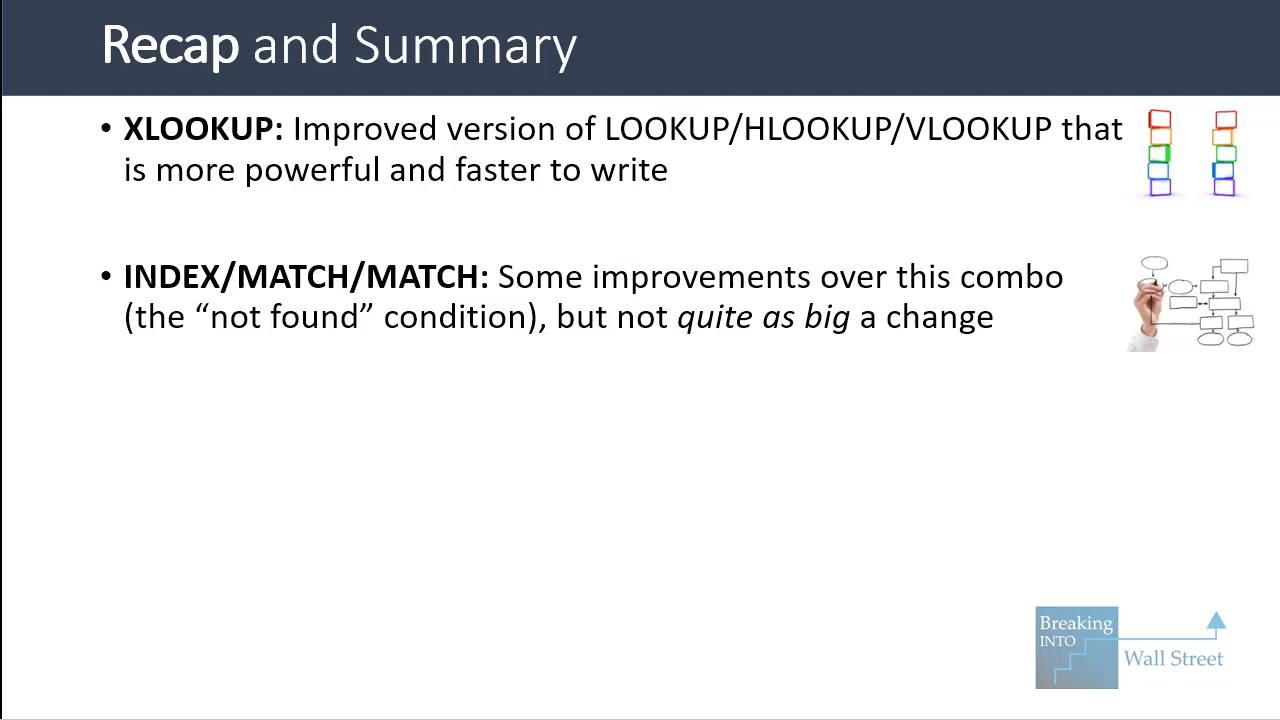 Recap and Summary
• XLOOKUP: Improved version of LOOKUP/HLOOKUP/VLOOKUP that
is more powerful and faster to write
• INDEX/MATCH/MATCH: Some improvements over this combo
(the “not found” condition), but not quite as big a change
Breaking
INTO
Wall Street